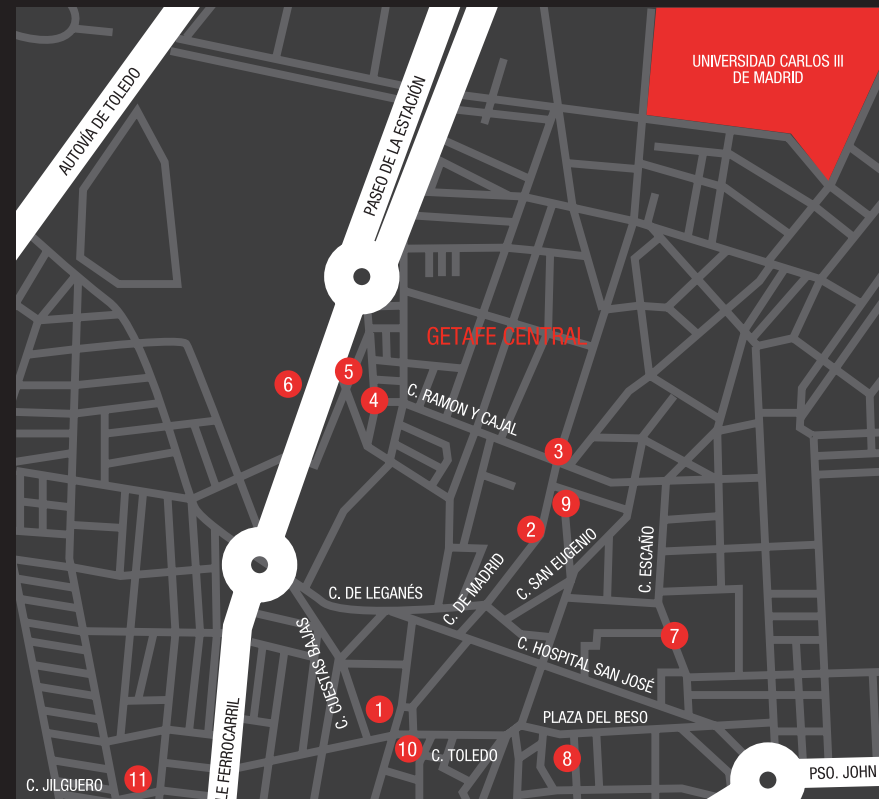 UNIVERSIDAD CARLOS III
DE MADRID
AUTOVÍA DE TOLEDO
PASEO DE LA ESTACIÓN
GETAFE CENTRAL
5
6
4
C. RAMON Y CAJAL
3
9
2
C. ESCAÑO
C. SAN EUGENIO
C. DE MADRID
C. DE LEGANÉS
7
C. CUESTAS BAJAS
C. HOSPITAL SAN JOSÉ
1
PLAZA DEL BESO
10
C. TOLEDO
8
LE FERROCARRIL
11
C. JILGUERO
PSO. JOHN